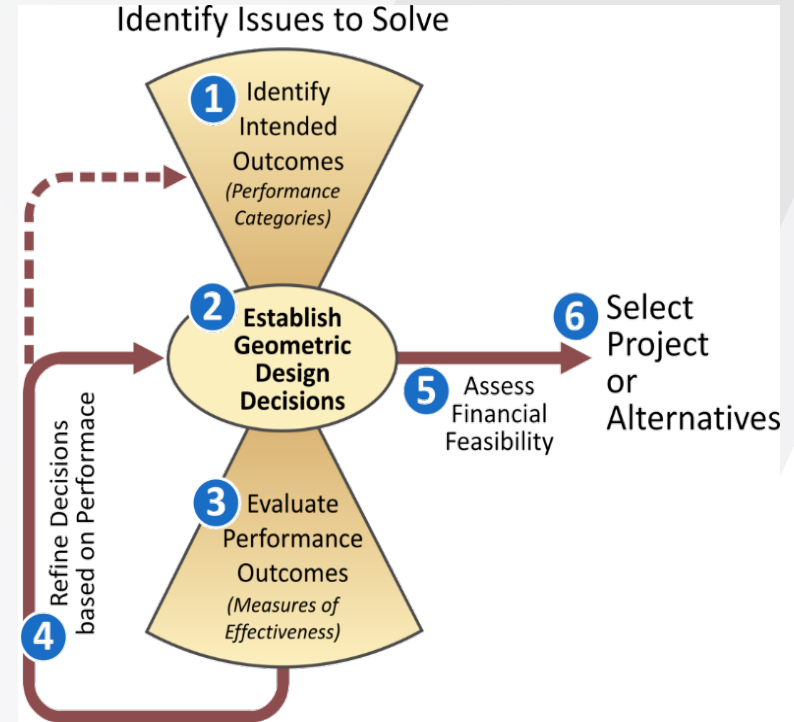 Identify Issues to Solve
1 Identify
Intended
Outcomes
(Performance
Categories)
2 Establish
Geometric
Design
Decisions
3 Evaluate
Performance
Outcomes
(Measures of
Effectiveness)
4 Refine Decisions
based on Performace
5 Assess
Financial
Feasibility
6 Select
Project
or
Alternatives